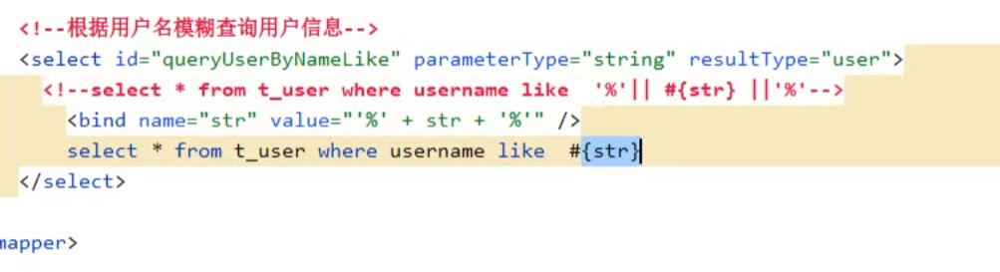 <!--根据用户名模糊查询用户信息-->
<select id="queryUserByNameLike" parameterType="string" resultType="user">
<!--select * from t_user where username like  '%'|| #{str} ||'%'-->
<bind name="str" value="'%' + str + '%'" />
select * from t_user where username like  #{str}
</select>
mapper>